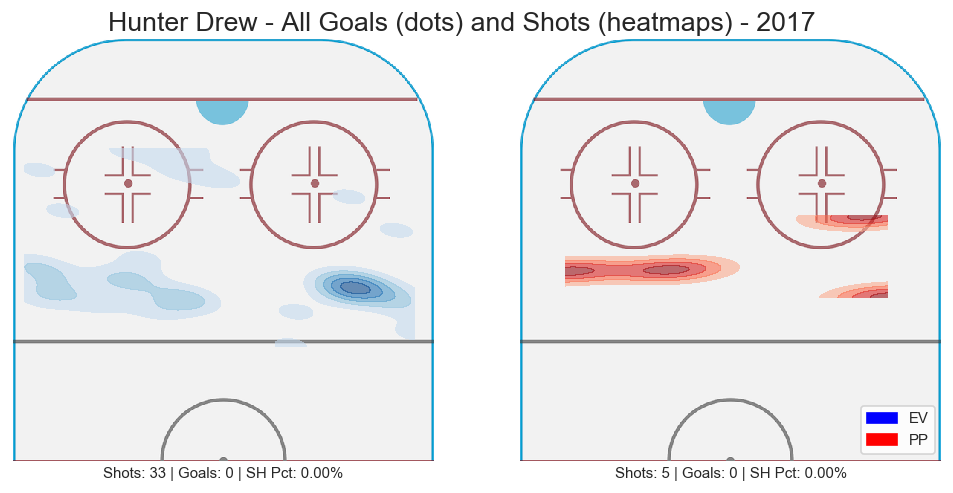 Hunter Drew - All Goals (dots) and Shots (heatmaps) - 2017
EV
PP
Shots: 33 | Goals: 0 | SH Pct: 0.00%
Shots: 5 | Goals: 0 | SH Pct: 0.00%